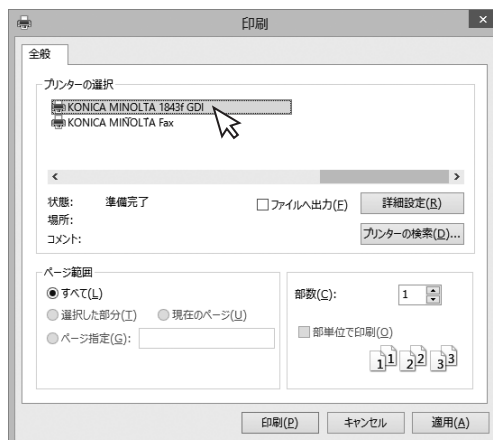 印刷
全般
プリンターの選択
KONICA MINOLTA 1843f GDI
KONICA MINOLTA Fax
状態: 準備完了
□ファイルへ出力(F) 詳細設定(R)
場所:
コメント: プリンターの検索(D)...
ページ範囲
すべて(L)
選択した部分(T) 現在のページ(U)
ページ指定(G):
部数(C): 1
部単位で印刷(O)
1 1 2 2 3 3
印刷(P) キャンセル 適用(A)